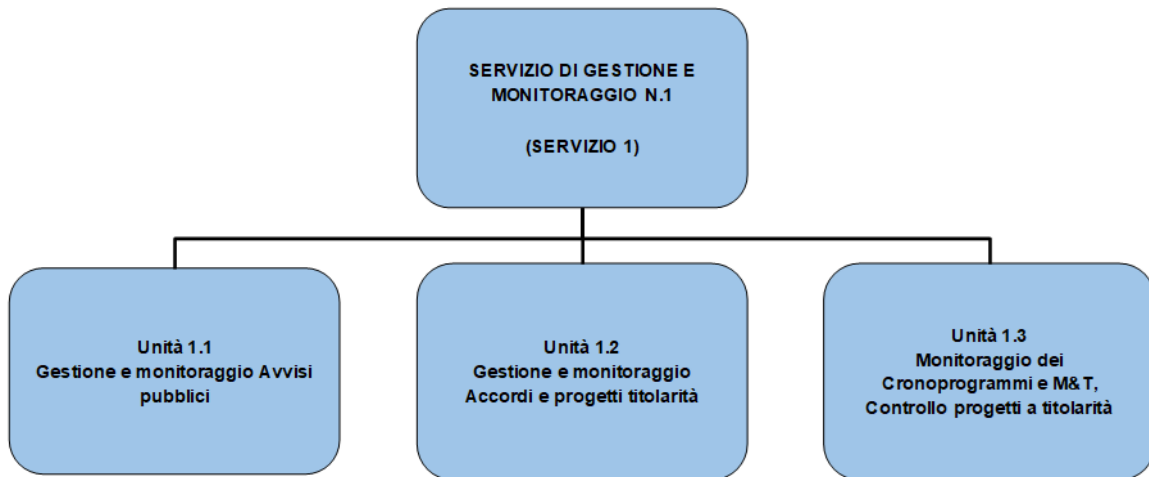 SERVIZIO DI GESTIONE E
MONITORAGGIO N.1
(SERVIZIO 1)
Unità 1.1
Gestione e monitoraggio Avvisi
pubblici
Unità 1.2
Gestione e monitoraggio
Accordi e progetti titolarità
Unità 1.3
Monitoraggio dei
Cronoprogrammi e M&T,
Controllo progetti a titolarità